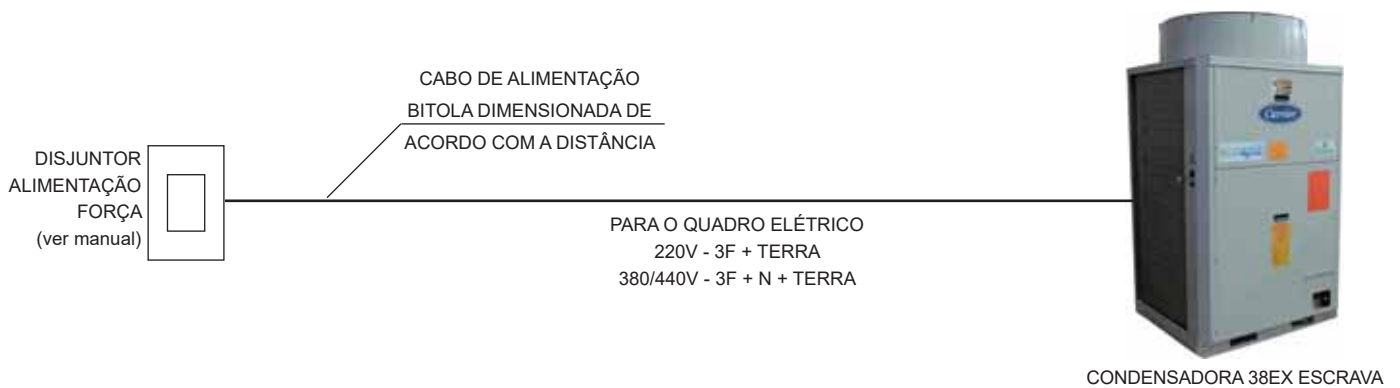 CABO DE ALIMENTAÇÃO
BITOLA DIMENSIONADA DE
ACORDO COM A DISTÂNCIA
DISJUNTOR
ALIMENTAÇÃO
FORÇA
(ver manual)
PARA O QUADRO ELÉTRICO
220V - 3F + TERRA
380/440V - 3F + N + TERRA
Carrier
CONDENSADORA 38EX ESCRAVA